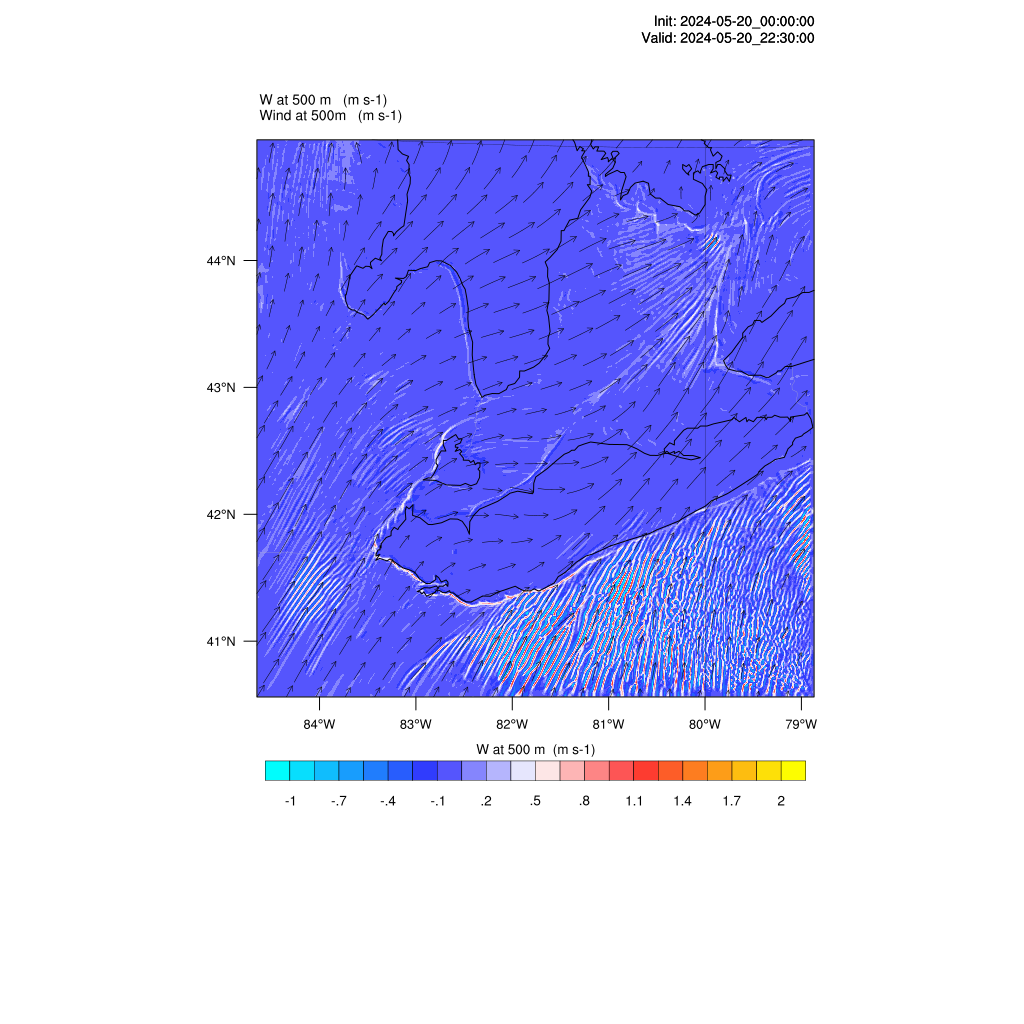 Init: 2024-05-20_00:00:00
Valid: 2024-05-20_22:30:00
W at 500 m   (m s-1)
Wind at 500m   (m s-1)
44°N
43°N
42°N
41°N
84°W 83°W 82°W 81°W 80°W 79°W
W at 500 m  (m s-1)
-1 -.7 -.4 -.1 .2 .5 .8 1.1 1.4 1.7 2